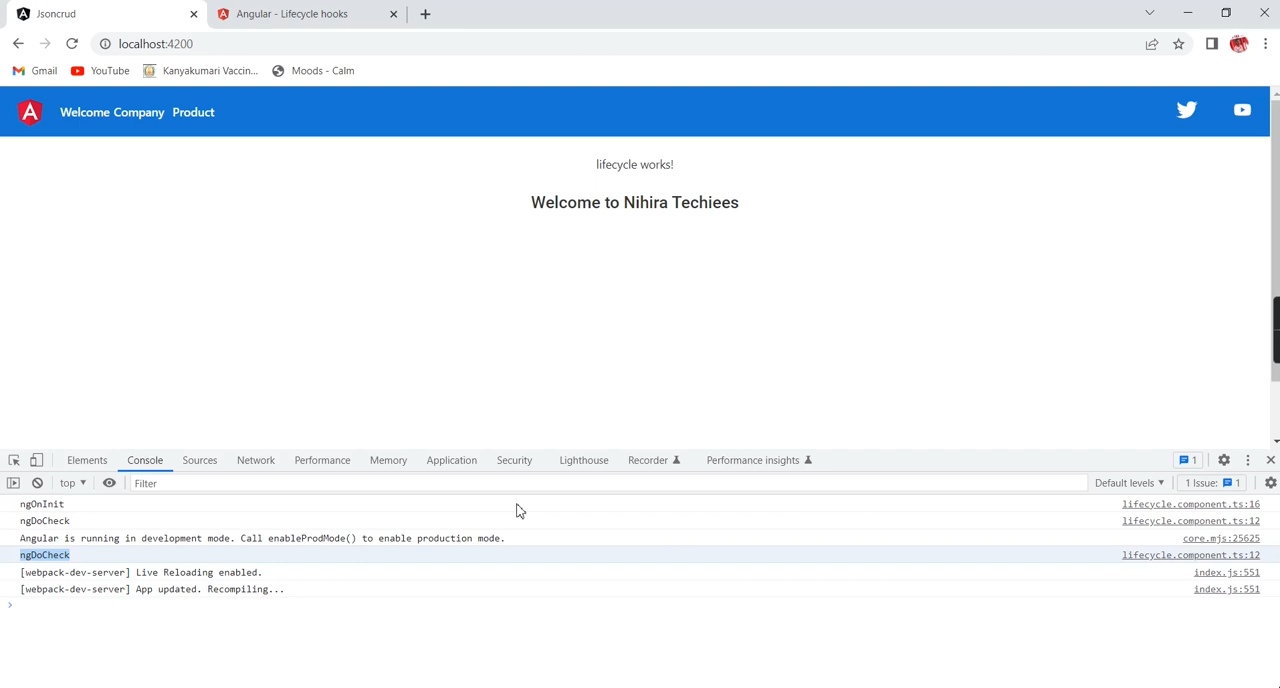 Jsoncrud
Angular - Lifecycle hooks
localhost:4200
Gmail YouTube Kanyakumari Vaccin... Moods - Calm
Welcome Company Product
lifecycle works!
Welcome to Nihira Techiees
Elements Console Sources Network Performance Memory Application Security Lighthouse Recorder Performance insights 1
top Filter Default levels 1 Issue: 1
ngOnInit lifecycle.component.ts:16
ngDoCheck lifecycle.component.ts:12
Angular is running in development mode. Call enableProdMode() to enable production mode. core.mjs:25625
ngDoCheck lifecycle.component.ts:12
[webpack-dev-server] Live Reloading enabled. index.js:551
[webpack-dev-server] App updated. Recompiling... index.js:551